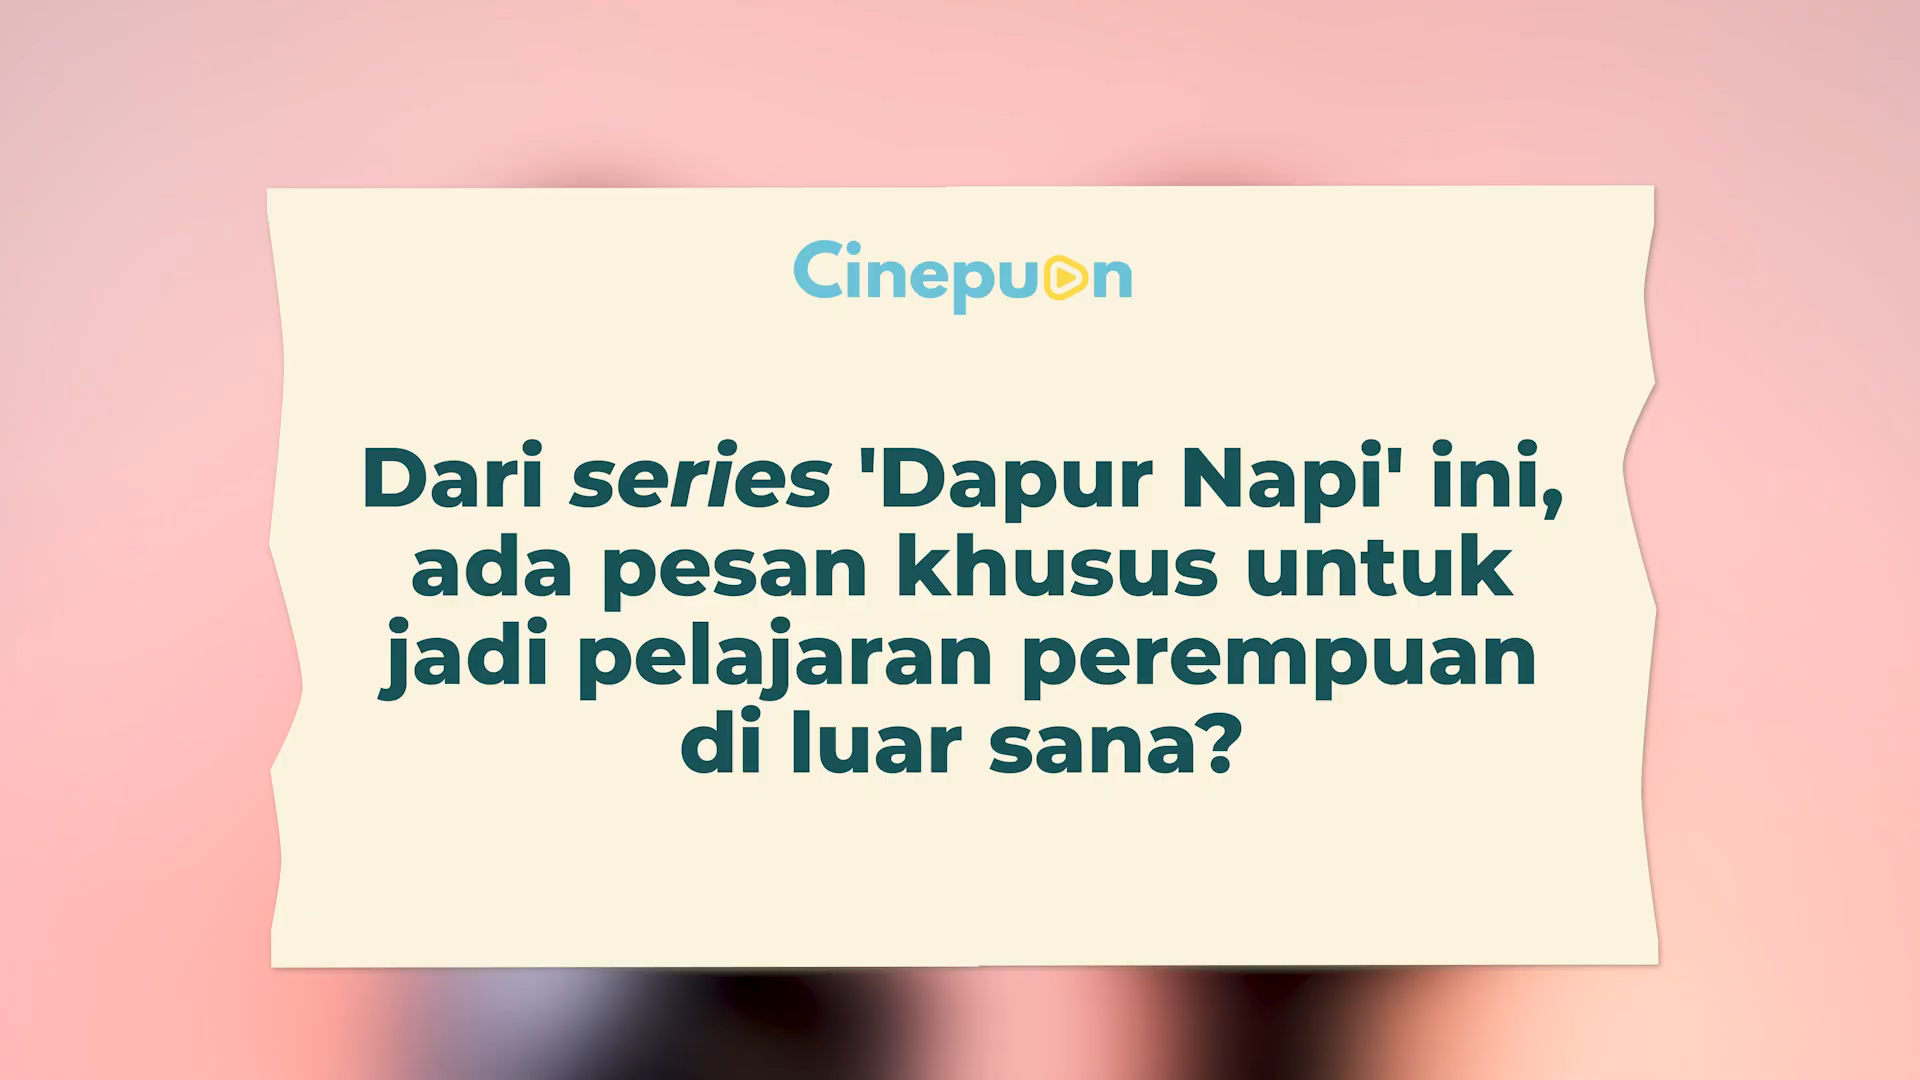 Cinepuan
Dari series 'Dapur Napi' ini,
ada pesan khusus untuk
jadi pelajaran perempuan
di luar sana?